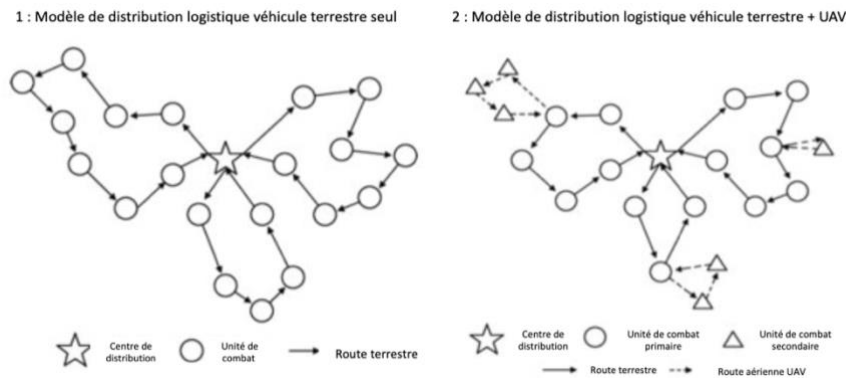 1 : Modèle de distribution logistique véhicule terrestre seul
2 : Modèle de distribution logistique véhicule terrestre + UAV
Centre de
distribution
Unité de
combat
Route terrestre
Centre de
distribution
Unité de combat
primaire
Unité de combat
secondaire
Route terrestre
Route aérienne UAV